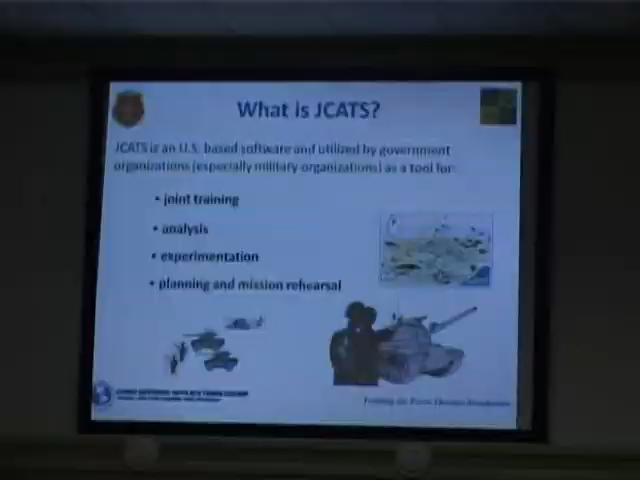 What is JCATS?
JCATS is an U.S. based software and utilized by government
organizations (especially military organizations) as a tool for:
• joint training
• analysis
• experimentation
• planning and mission rehearsal